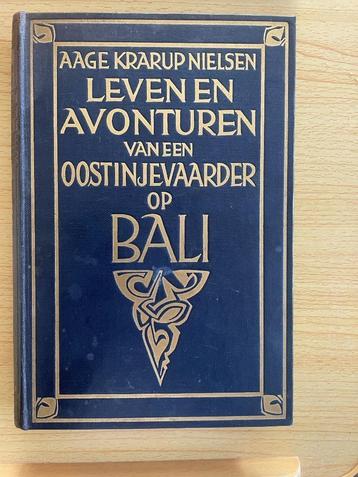 AAGE KRARUP NIELSEN
LEVEN EN
AVONTUREN
VAN EEN
OOSTINJEVAARDER
OP
BALI